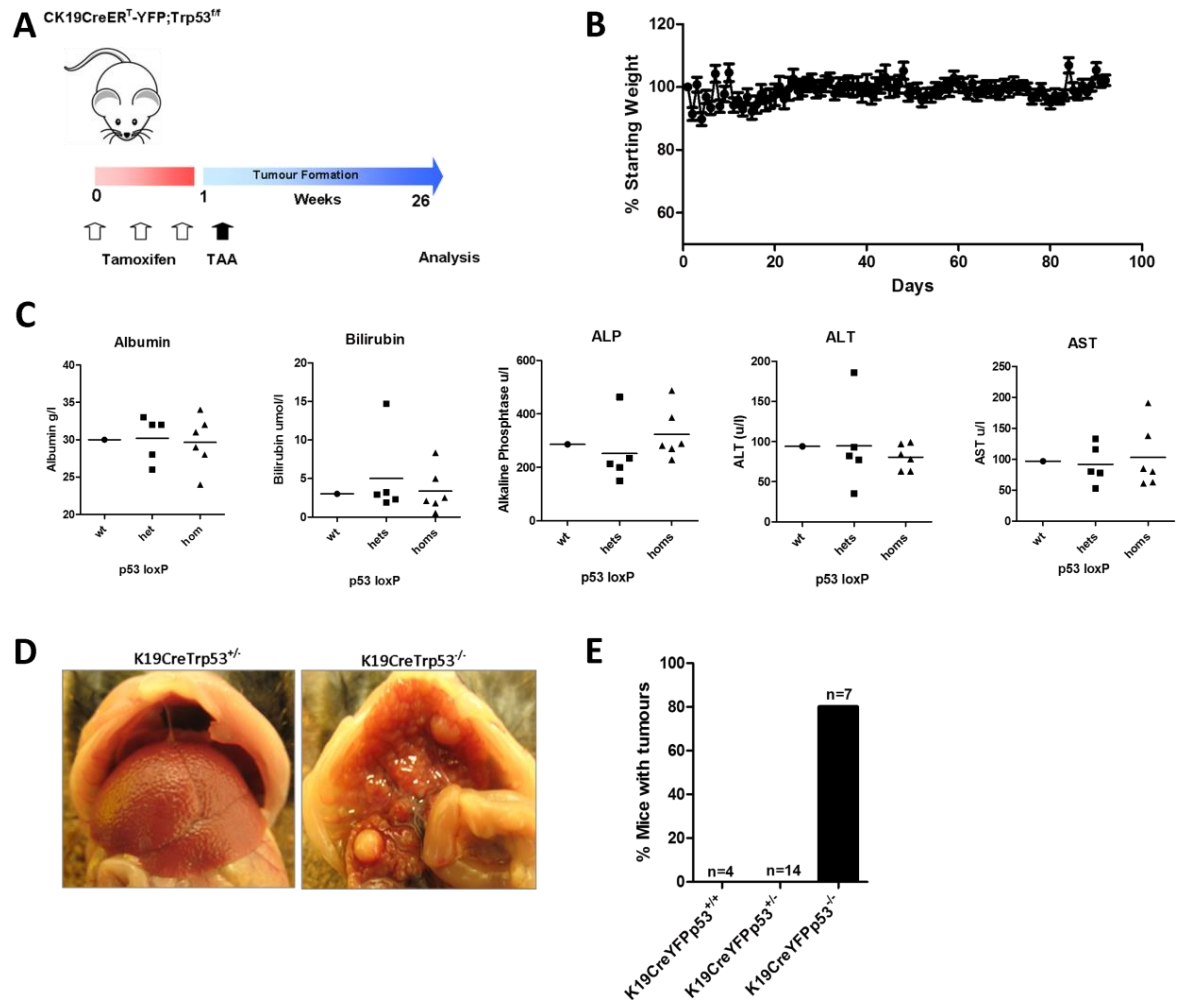 A
CK19CreERᵀ-YFP;Trp53ᶠ/ᶠ
Tumour Formation
0
1
Weeks
26
Tamoxifen
TAA
Analysis
B
120
100
80
60
% Starting Weight
0
20
40
60
80
100
Days
C
Albumin
40
35
30
25
20
Albumin g/l
wt
het
hom
p53 loxP
Bilirubin
20
15
10
5
0
Bilirubin umol/l
wt
hets
homs
p53 loxP
ALP
600
400
200
0
Alkaline Phosphtase u/l
wt
hets
homs
p53 loxP
ALT
200
150
100
50
0
ALT (u/l)
wt
hets
homs
p53 loxP
AST
250
200
150
100
50
0
AST u/l
wt
hets
homs
p53 loxP
D
K19CreTrp53⁺/⁻
K19CreTrp53⁻/⁻
E
100
80
60
40
20
0
% Mice with tumours
n=4
n=14
n=7
K19CreYFPp53⁺/⁺
K19CreYFPp53⁺/⁻
K19CreYFPp53⁻/⁻